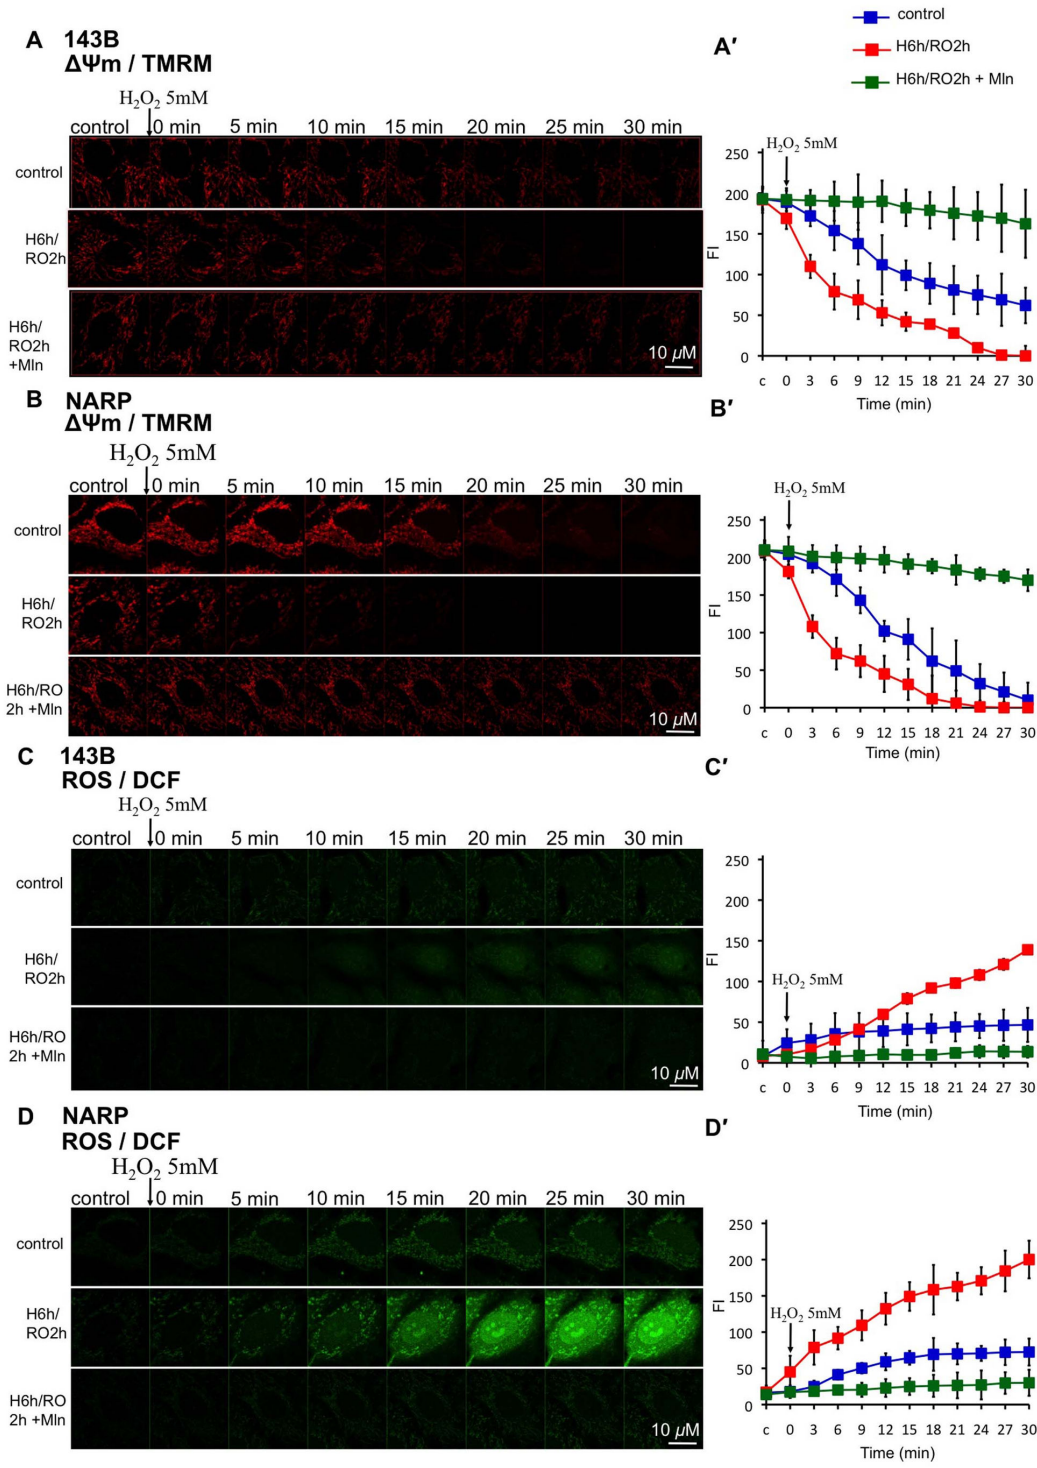 control
H6h/RO2h
H6h/RO2h + Mln
A 143B
ΔΨm / TMRM
H₂O₂ 5mM
control 0 min 5 min 10 min 15 min 20 min 25 min 30 min
control
H6h/
RO2h
H6h/
RO2h
+Mln
10 µM
A′
H₂O₂ 5mM
250
200
150
100
50
0
FI
c 0 3 6 9 12 15 18 21 24 27 30
Time (min)
B NARP
ΔΨm / TMRM
H₂O₂ 5mM
control 0 min 5 min 10 min 15 min 20 min 25 min 30 min
control
H6h/
RO2h
H6h/RO
2h +Mln
10 µM
B′
H₂O₂ 5mM
250
200
150
100
50
0
FI
c 0 3 6 9 12 15 18 21 24 27 30
Time (min)
C 143B
ROS / DCF
H₂O₂ 5mM
control 0 min 5 min 10 min 15 min 20 min 25 min 30 min
control
H6h/
RO2h
H6h/RO
2h +Mln
10 µM
C′
250
200
150
100
50
0
FI
H₂O₂ 5mM
c 0 3 6 9 12 15 18 21 24 27 30
Time (min)
D NARP
ROS / DCF
H₂O₂ 5mM
control 0 min 5 min 10 min 15 min 20 min 25 min 30 min
control
H6h/
RO2h
H6h/RO
2h +Mln
10 µM
D′
250
200
150
100
50
0
FI
H₂O₂ 5mM
c 0 3 6 9 12 15 18 21 24 27 30
Time (min)